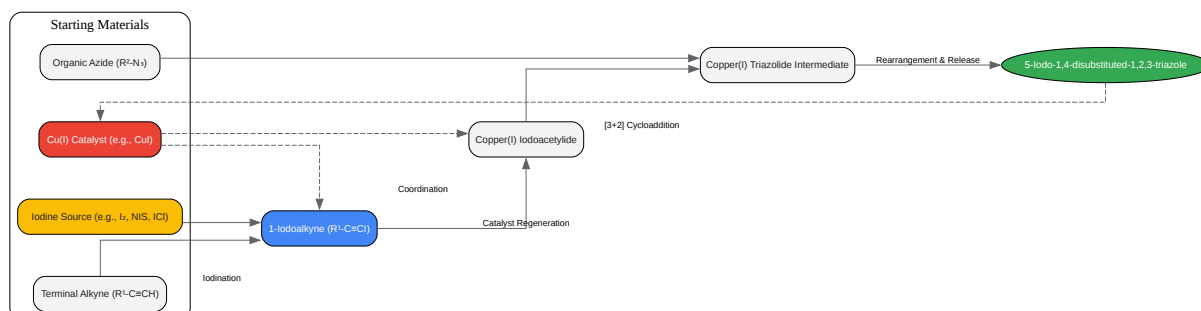 Starting Materials
Organic Azide (R²-N₃)
Copper(I) Triazolide Intermediate
Rearrangement & Release
5-Iodo-1,4-disubstituted-1,2,3-triazole
Cu(I) Catalyst (e.g., CuI)
Copper(I) Iodoacetylide
[3+2] Cycloaddition
Coordination
Iodine Source (e.g., I₂, NIS, ICl)
1-Iodoalkyne (R¹-C≡CI)
Catalyst Regeneration
Terminal Alkyne (R¹-C≡CH)
Iodination